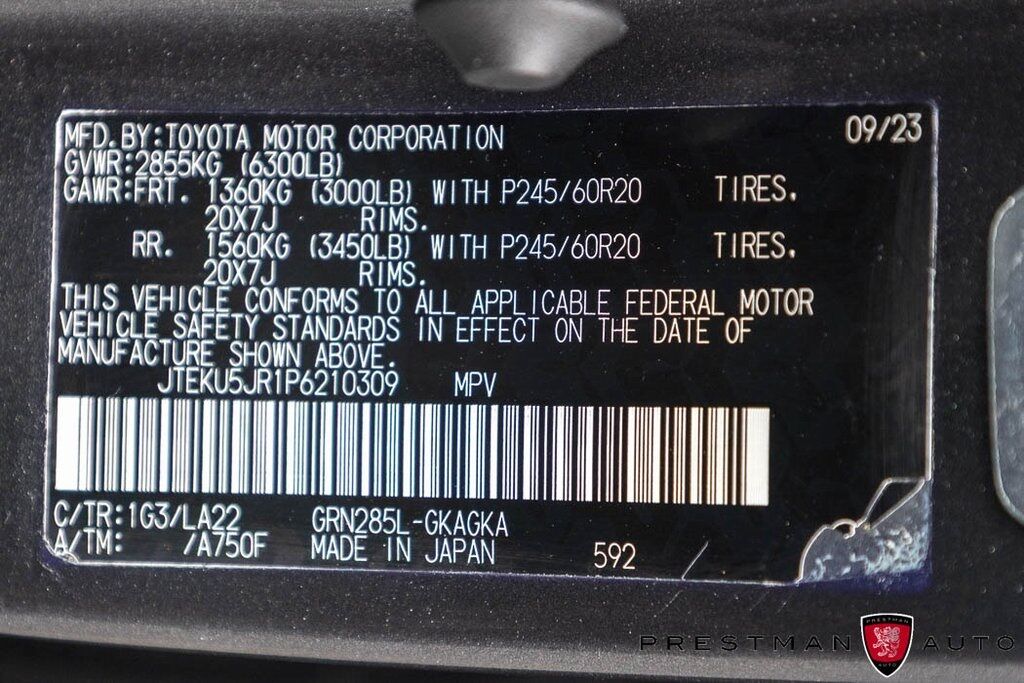 MFD.BY:TOYOTA MOTOR CORPORATION 09/23
GVWR:2855KG (6300LB)
GAWR:FRT. 1360KG (3000LB) WITH P245/60R20 TIRES.
20X7J RIMS.
RR. 1560KG (3450LB) WITH P245/60R20 TIRES.
20X7J RIMS.
THIS VEHICLE CONFORMS TO ALL APPLICABLE FEDERAL MOTOR
VEHICLE SAFETY STANDARDS IN EFFECT ON THE DATE OF
MANUFACTURE SHOWN ABOVE.
JTEKU5JR1P6210309 MPV
C/TR:1G3/LA22 GRN285L-GKAGKA
A/TM: /A750F MADE IN JAPAN 592
PRESTMAN AUTO
PRESTMAN
AUTO